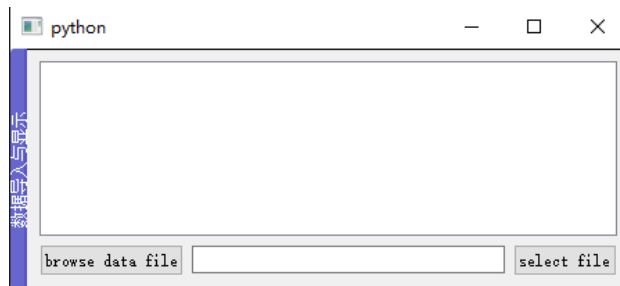 python
数据导入与显示
browse data file
select file